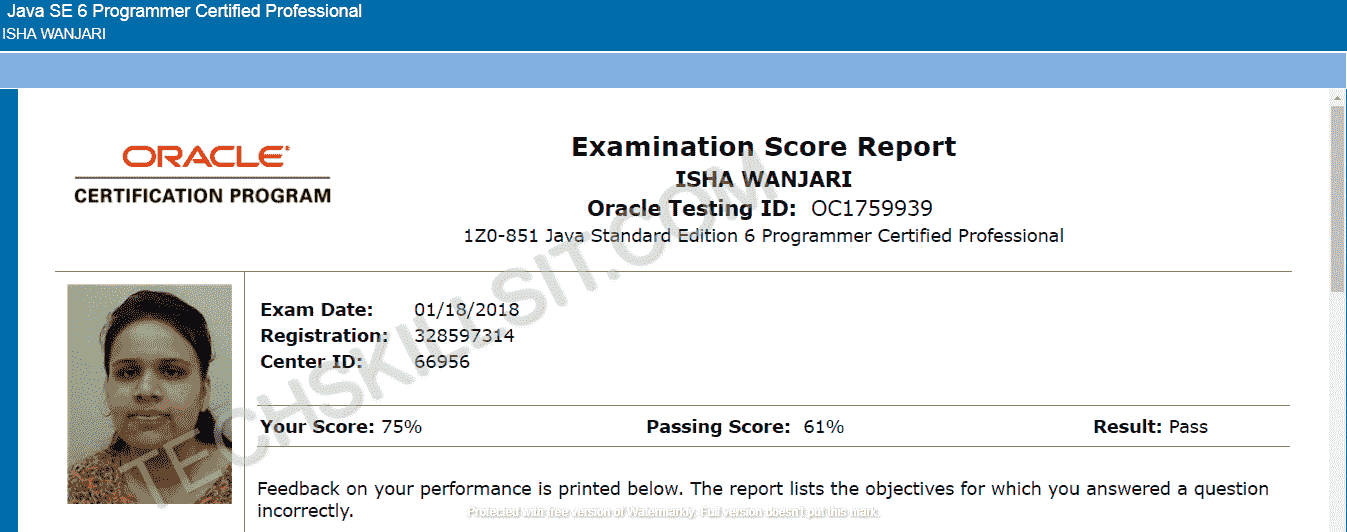 Java SE 6 Programmer Certified Professional
ISHA WANJARI
ORACLE
CERTIFICATION PROGRAM
Examination Score Report
ISHA WANJARI
Oracle Testing ID: OC1759939
1Z0-851 Java Standard Edition 6 Programmer Certified Professional
Exam Date: 01/18/2018
Registration: 328597314
Center ID: 66956
Your Score: 75% Passing Score: 61% Result: Pass
Feedback on your performance is printed below. The report lists the objectives for which you answered a question
incorrectly.
TECHSKILLSIT.COM
Protected with free version of Watermarkly. Full version doesn't put this mark.